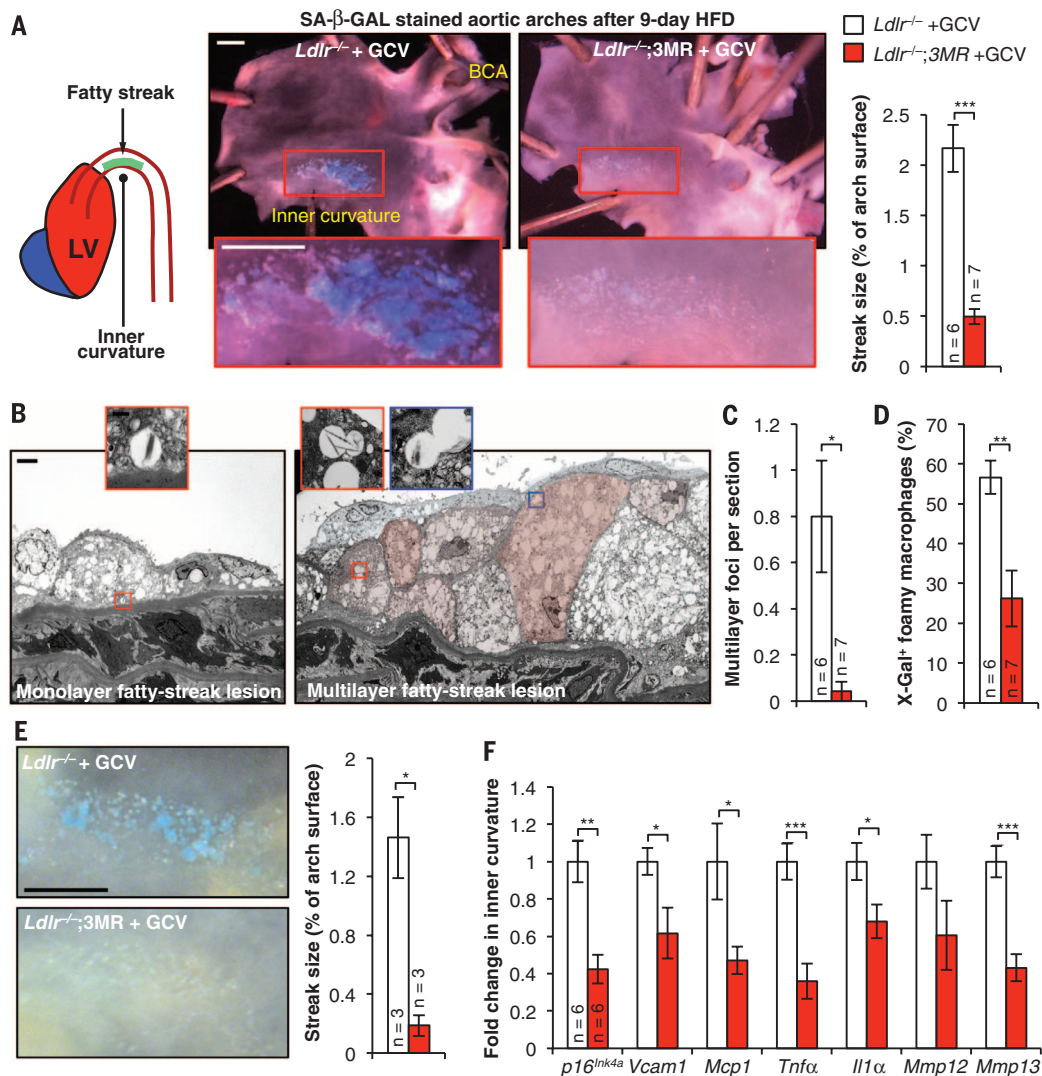 A
SA-β-GAL stained aortic arches after 9-day HFD
Ldlr⁻/⁻ + GCV
BCA
Inner curvature
Ldlr⁻/⁻;3MR + GCV
Fatty streak
LV
Inner
curvature
Ldlr⁻/⁻ +GCV
Ldlr⁻/⁻;3MR +GCV
Streak size (% of arch surface)
2.5
2
1.5
1
0.5
0
***
n = 6
n = 7
B
Monolayer fatty-streak lesion
Multilayer fatty-streak lesion
C
Multilayer foci per section
1.2
1
0.8
0.6
0.4
0.2
0
*
n = 6
n = 7
D
X-Gal⁺ foamy macrophages (%)
70
60
50
40
30
20
10
0
**
n = 6
n = 7
E
Ldlr⁻/⁻ + GCV
Ldlr⁻/⁻;3MR + GCV
Streak size (% of arch surface)
2
1.6
1.2
0.8
0.4
0
*
n = 3
n = 3
F
Fold change in inner curvature
1.4
1.2
1
0.8
0.6
0.4
0.2
0
**
*
*
***
*
***
n = 6
n = 6
p16ᴵⁿᵏ⁴ᵃ Vcam1 Mcp1 Tnfα Il1α Mmp12 Mmp13